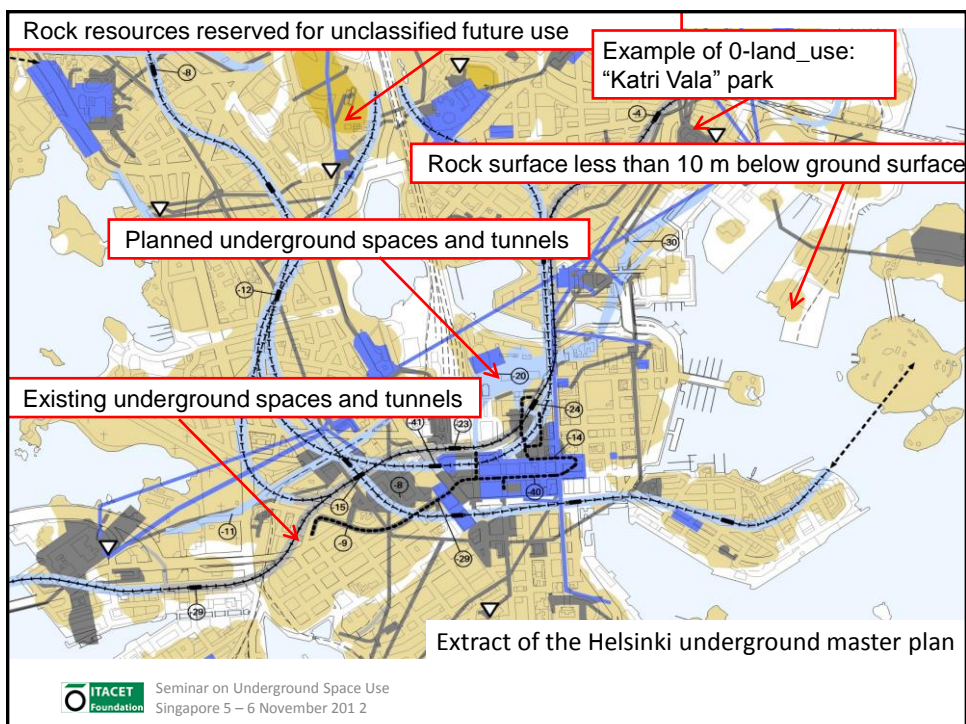 Rock resources reserved for unclassified future use
Example of 0-land_use:
“Katri Vala” park
-8
-4
Rock surface less than 10 m below ground surface
Planned underground spaces and tunnels
-30
-12
-20
Existing underground spaces and tunnels
-24
-23
-41
-14
-8
-40
-15
-11
-9
-29
-29
Extract of the Helsinki underground master plan
ITACET
Foundation
Seminar on Underground Space Use
Singapore 5 – 6 November 201 2